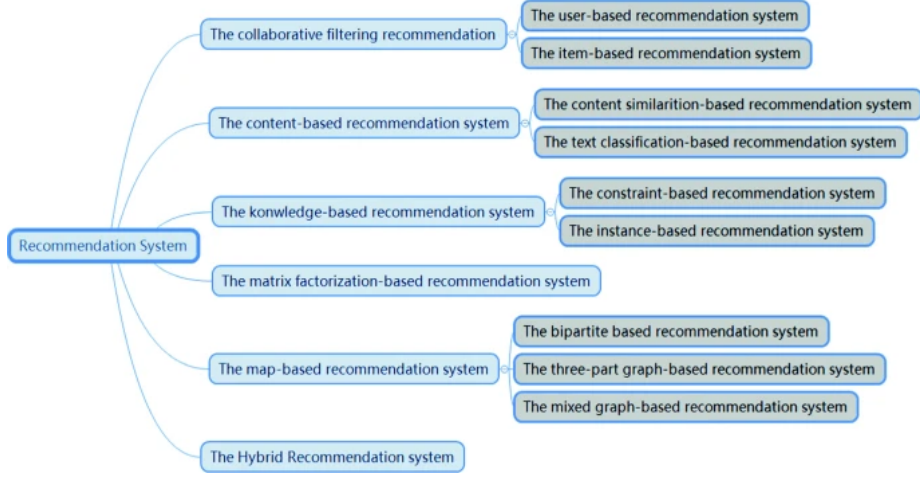 The collaborative filtering recommendation
The user-based recommendation system
The item-based recommendation system
The content-based recommendation system
The content similarition-based recommendation system
The text classification-based recommendation system
The konwledge-based recommendation system
The constraint-based recommendation system
The instance-based recommendation system
Recommendation System
The matrix factorization-based recommendation system
The map-based recommendation system
The bipartite based recommendation system
The three-part graph-based recommendation system
The mixed graph-based recommendation system
The Hybrid Recommendation system